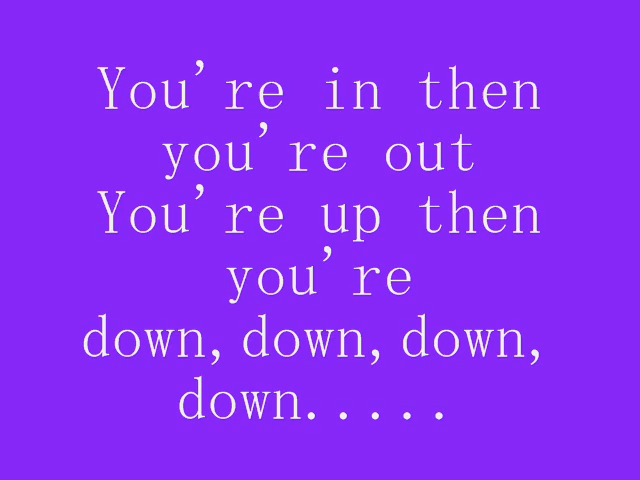 You're in then
you're out
You're up then
you're
down, down, down,
down.....